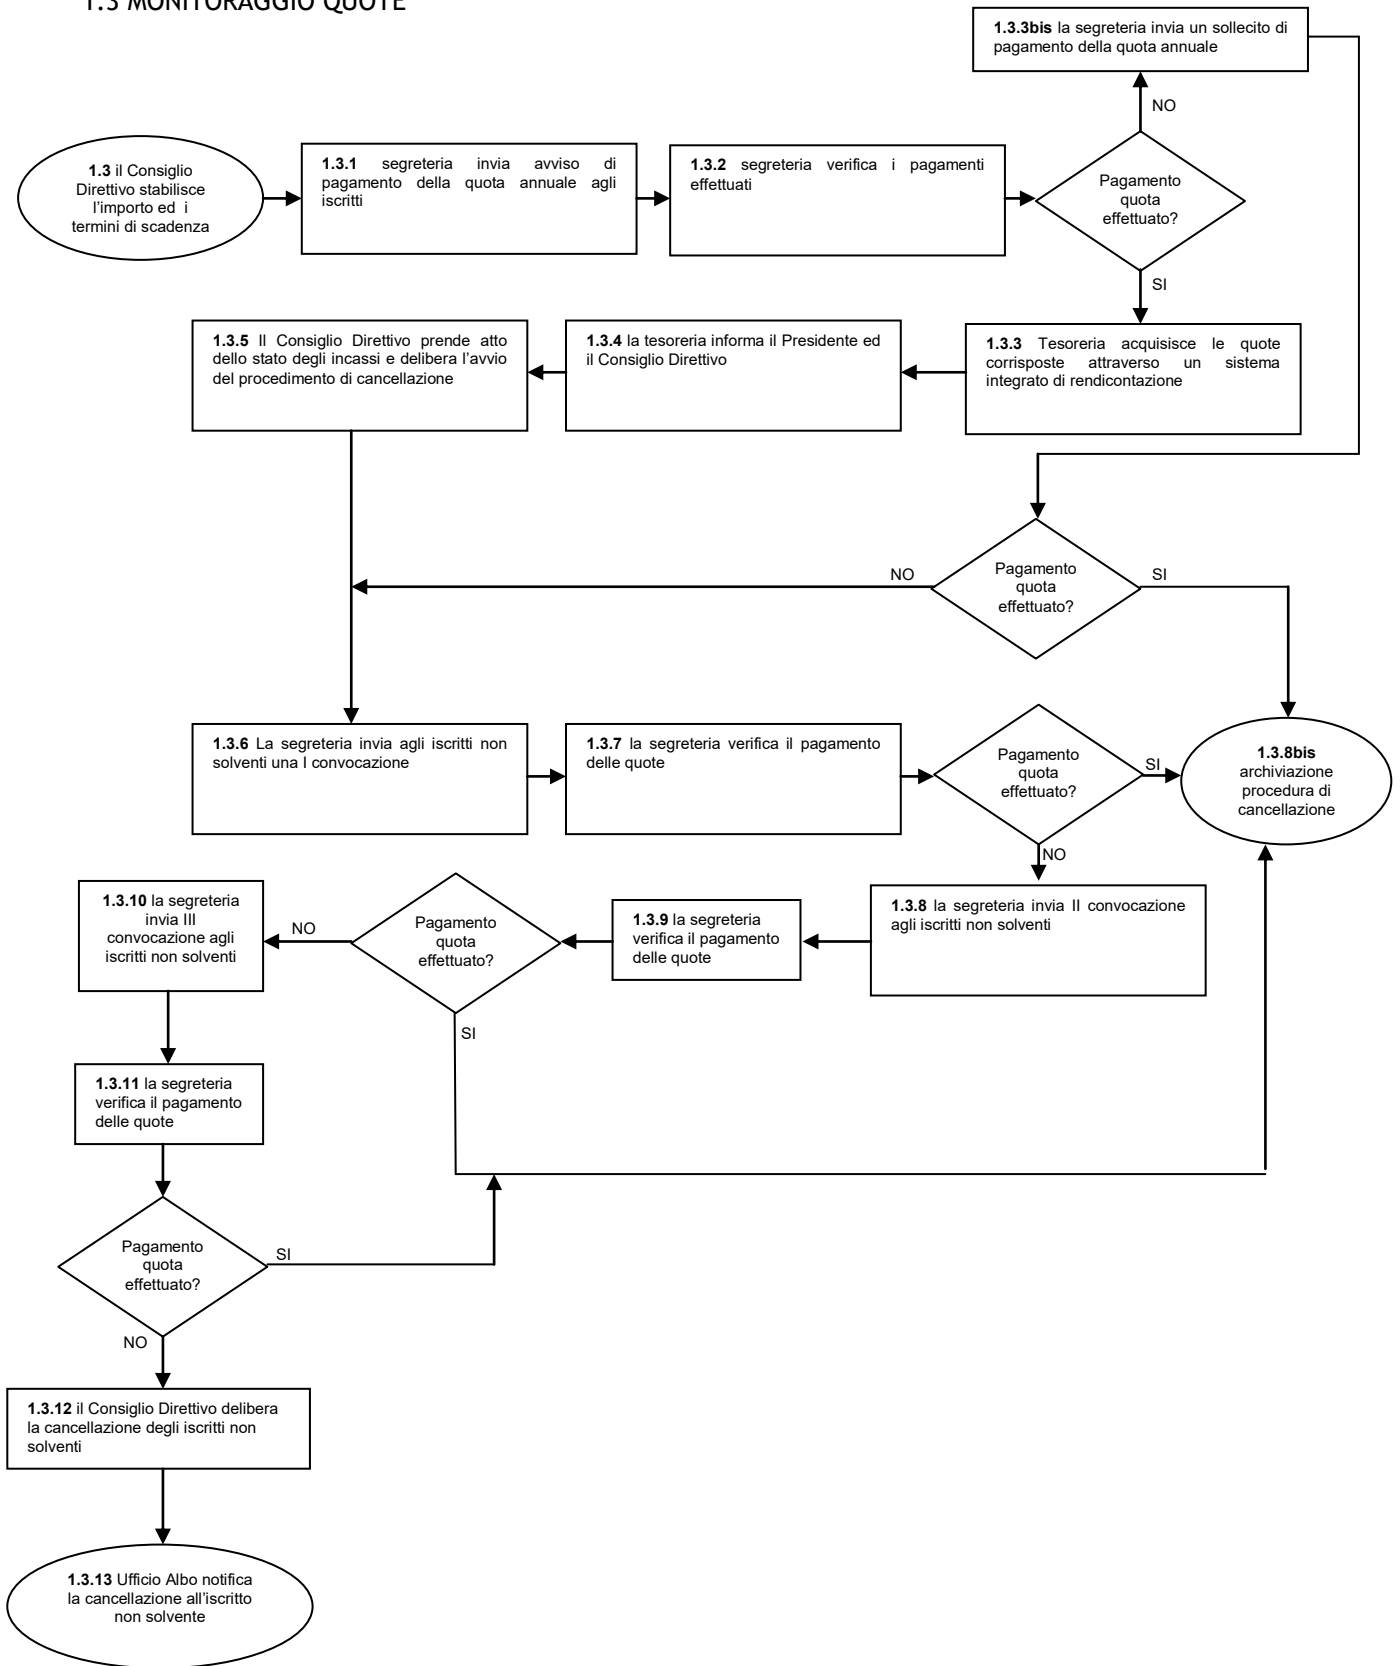 1.3 MONITORAGGIO QUOTE
1.3.3bis la segreteria invia un sollecito di
pagamento della quota annuale
NO
1.3 il Consiglio
Direttivo stabilisce
l'importo ed i
termini di scadenza
1.3.1 segreteria invia avviso di
pagamento della quota annuale agli
iscritti
1.3.2 segreteria verifica i pagamenti
effettuati
Pagamento
quota
effettuato?
SI
1.3.5 Il Consiglio Direttivo prende atto
dello stato degli incassi e delibera l'avvio
del procedimento di cancellazione
1.3.4 la tesoreria informa il Presidente ed
il Consiglio Direttivo
1.3.3 Tesoreria acquisisce le quote
corrisposte attraverso un sistema
integrato di rendicontazione
NO
Pagamento
quota
effettuato?
SI
1.3.6 La segreteria invia agli iscritti non
solventi una I convocazione
1.3.7 la segreteria verifica il pagamento
delle quote
Pagamento
quota
effettuato?
SI
1.3.8bis
archiviazione
procedura di
cancellazione
NO
1.3.10 la segreteria
invia III
convocazione agli
iscritti non solventi
NO
Pagamento
quota
effettuato?
1.3.9 la segreteria
verifica il pagamento
delle quote
1.3.8 la segreteria invia II convocazione
agli iscritti non solventi
SI
1.3.11 la segreteria
verifica il pagamento
delle quote
Pagamento
quota
effettuato?
SI
NO
1.3.12 il Consiglio Direttivo delibera
la cancellazione degli iscritti non
solventi
1.3.13 Ufficio Albo notifica
la cancellazione all'iscritto
non solvente